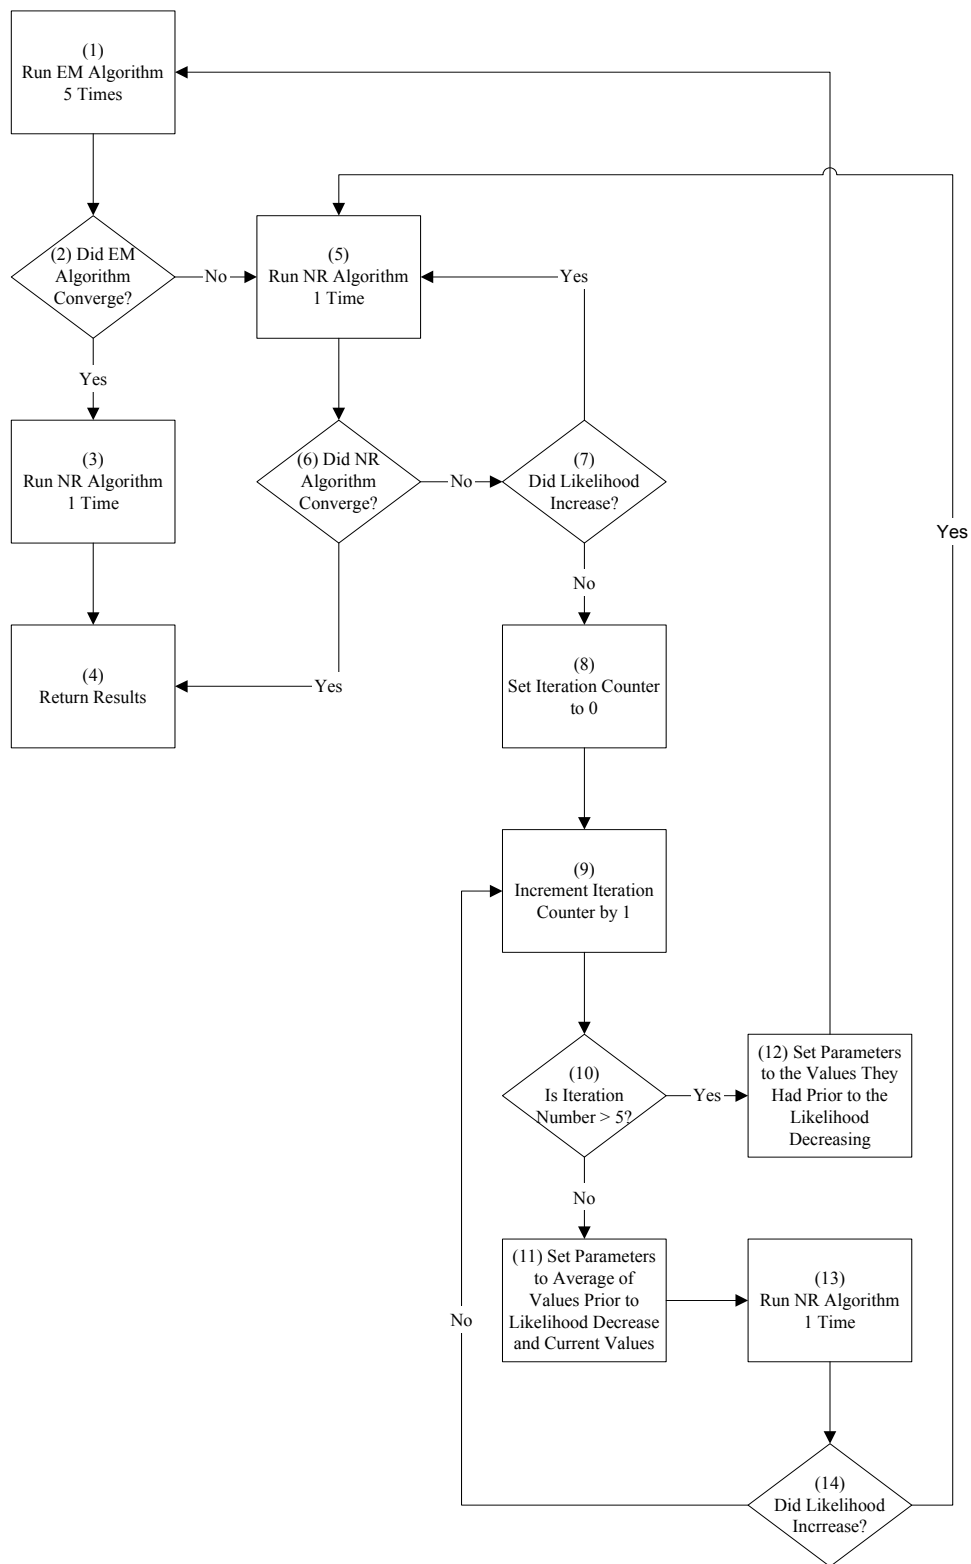 (1)
Run EM Algorithm
5 Times
(2) Did EM
Algorithm
Converge?
No
(5)
Run NR Algorithm
1 Time
Yes
Yes
(3)
Run NR Algorithm
1 Time
(6) Did NR
Algorithm
Converge?
No
(7)
Did Likelihood
Increase?
Yes
No
(4)
Return Results
Yes
(8)
Set Iteration Counter
to 0
(9)
Increment Iteration
Counter by 1
(10)
Is Iteration
Number > 5?
Yes
(12) Set Parameters
to the Values They
Had Prior to the
Likelihood
Decreasing
No
(11) Set Parameters
to Average of
Values Prior to
Likelihood Decrease
and Current Values
(13)
Run NR Algorithm
1 Time
No
(14)
Did Likelihood
Incrrease?